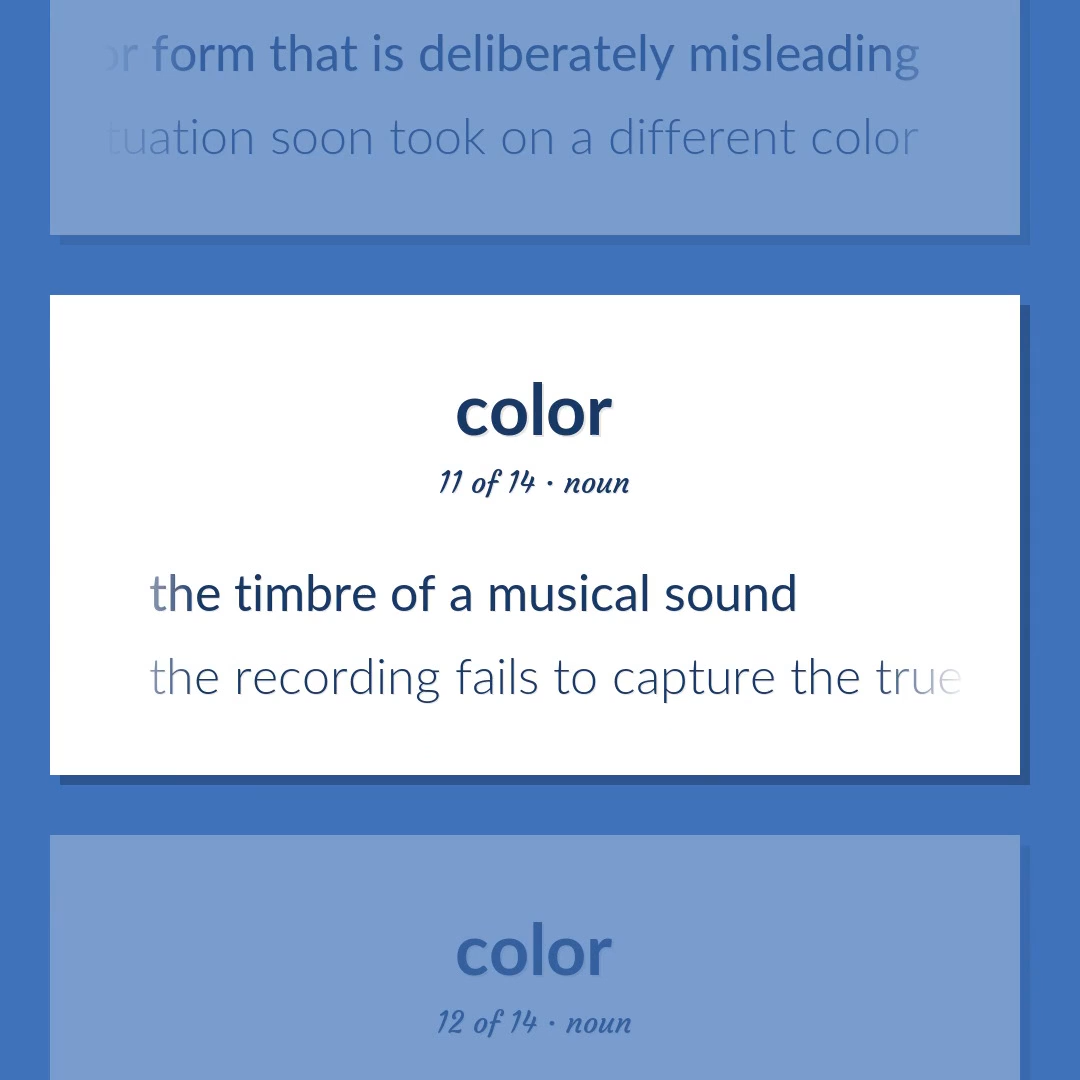 or form that is deliberately misleading
tuation soon took on a different color
color
11 of 14 · noun
the timbre of a musical sound
the recording fails to capture the true
color
12 of 14 · noun